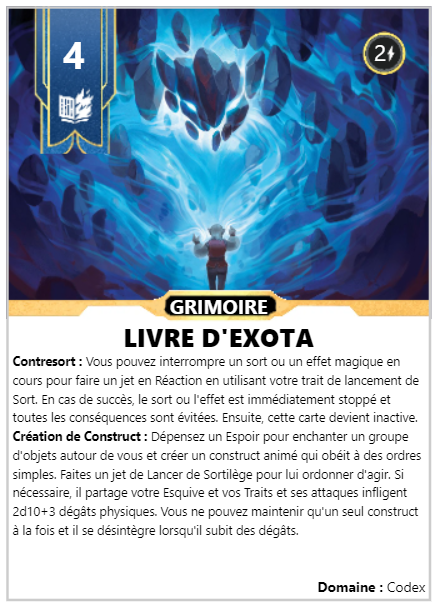 4
2
GRIMOIRE
LIVRE D'EXOTA
Contresort : Vous pouvez interrompre un sort ou un effet magique en
cours pour faire un jet en Réaction en utilisant votre trait de lancement de
Sort. En cas de succès, le sort ou l'effet est immédiatement stoppé et
toutes les conséquences sont évitées. Ensuite, cette carte devient inactive.
Création de Construct : Dépensez un Espoir pour enchanter un groupe
d'objets autour de vous et créer un construct animé qui obéit à des ordres
simples. Faites un jet de Lancer de Sortilège pour lui ordonner d'agir. Si
nécessaire, il partage votre Esquive et vos Traits et ses attaques infligent
2d10+3 dégâts physiques. Vous ne pouvez maintenir qu'un seul construct
à la fois et il se désintègre lorsqu'il subit des dégâts.
Domaine : Codex